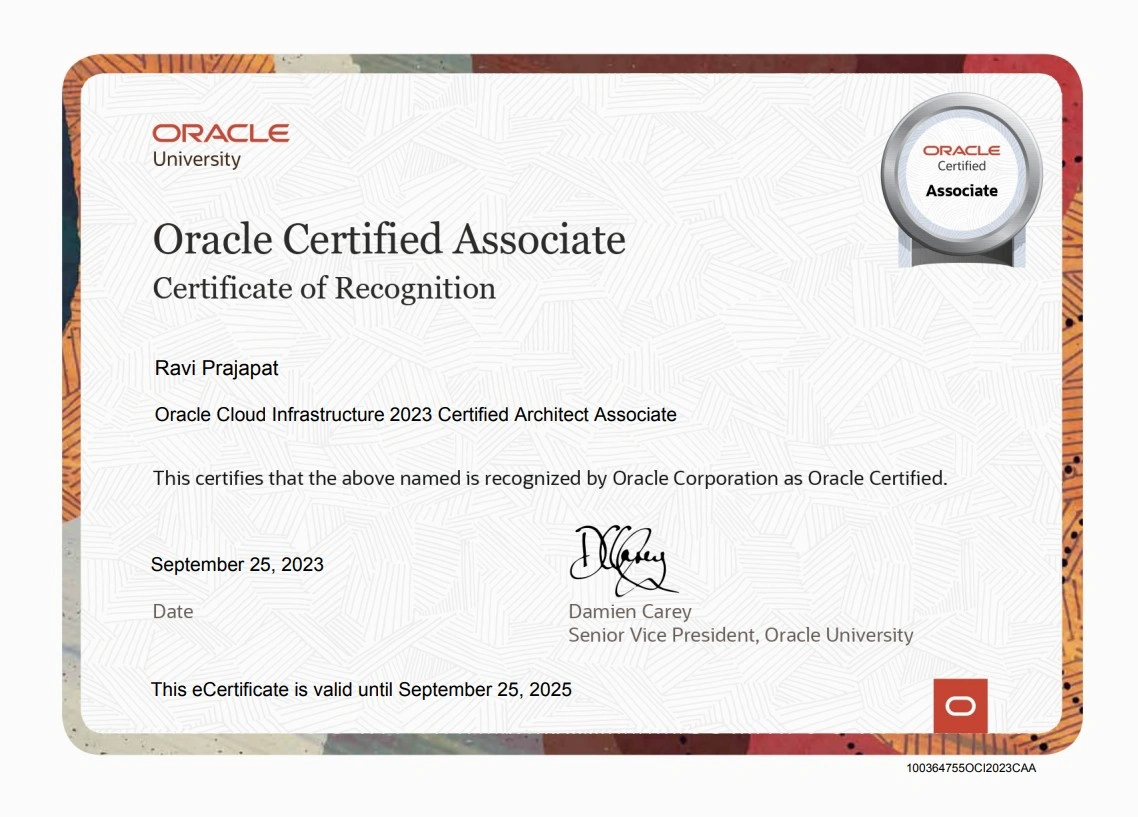 ORACLE
University
ORACLE
Certified
Associate
Oracle Certified Associate
Certificate of Recognition
Ravi Prajapat
Oracle Cloud Infrastructure 2023 Certified Architect Associate
This certifies that the above named is recognized by Oracle Corporation as Oracle Certified.
September 25, 2023
Date
DCarey
Damien Carey
Senior Vice President, Oracle University
This eCertificate is valid until September 25, 2025
100364755OCI2023CAA